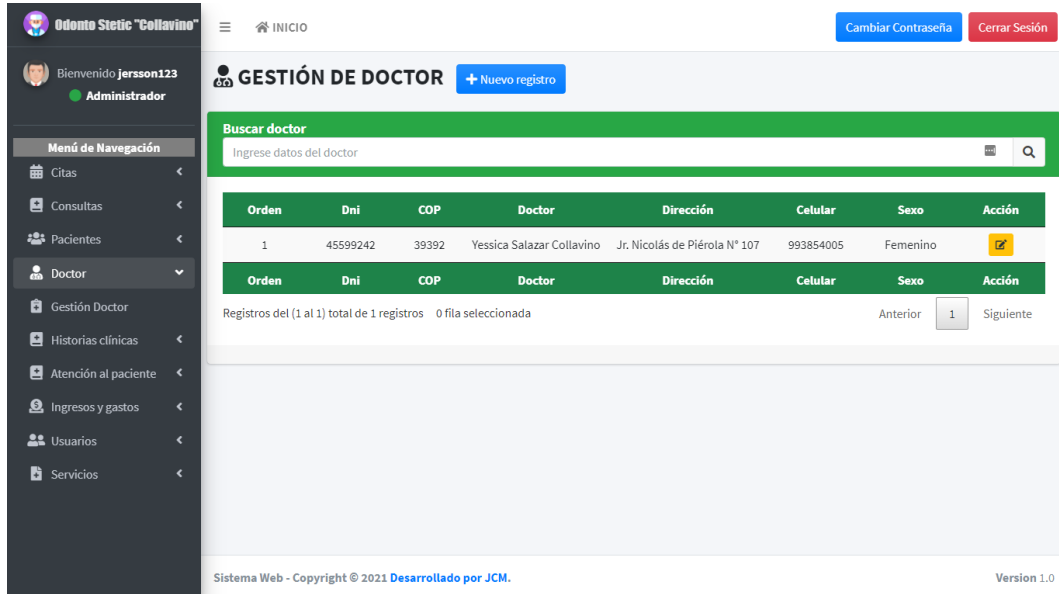 Odonto Stetic "Collavino"
INICIO
Cambiar Contraseña
Cerrar Sesión
Bienvenido jersson123
Administrador
GESTIÓN DE DOCTOR
Nuevo registro
Menú de Navegación
Citas
Consultas
Pacientes
Doctor
Gestión Doctor
Historias clínicas
Atención al paciente
Ingresos y gastos
Usuarios
Servicios
Buscar doctor
Ingrese datos del doctor
Orden Dni COP Doctor Dirección Celular Sexo Acción
1 45599242 39392 Yessica Salazar Collavino Jr. Nicolás de Piérola N° 107 993854005 Femenino
Orden Dni COP Doctor Dirección Celular Sexo Acción
Registros del (1 al 1) total de 1 registros 0 fila seleccionada
Anterior 1 Siguiente
Sistema Web - Copyright © 2021 Desarrollado por JCM.
Version 1.0